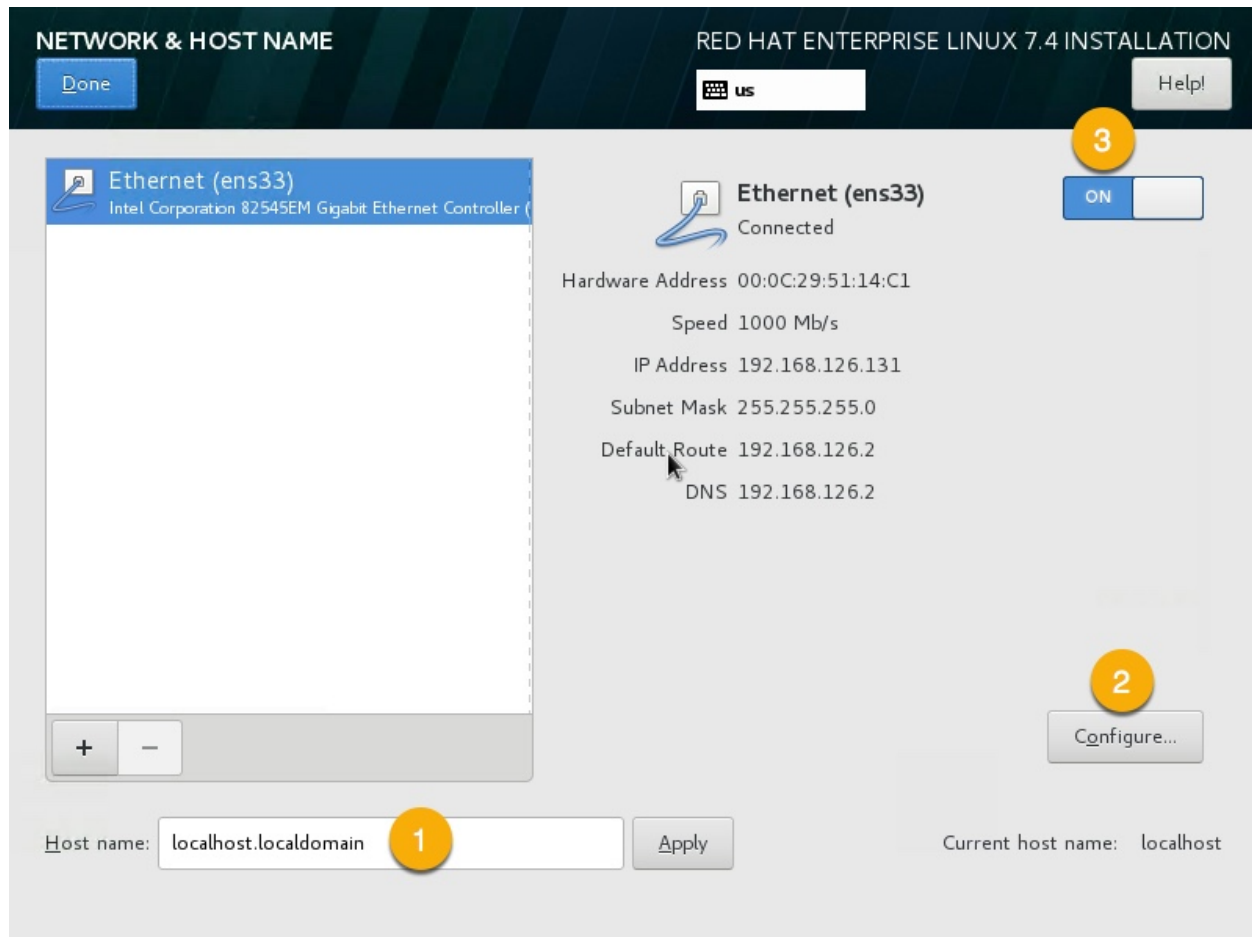 NETWORK & HOST NAME
RED HAT ENTERPRISE LINUX 7.4 INSTALLATION
Done
us
Help!
3
Ethernet (ens33)
Intel Corporation 82545EM Gigabit Ethernet Controller (
Ethernet (ens33)
Connected
ON
Hardware Address 00:0C:29:51:14:C1
Speed 1000 Mb/s
IP Address 192.168.126.131
Subnet Mask 255.255.255.0
Default Route 192.168.126.2
DNS 192.168.126.2
2
Configure...
+ −
Host name: localhost.localdomain 1 Apply
Current host name: localhost